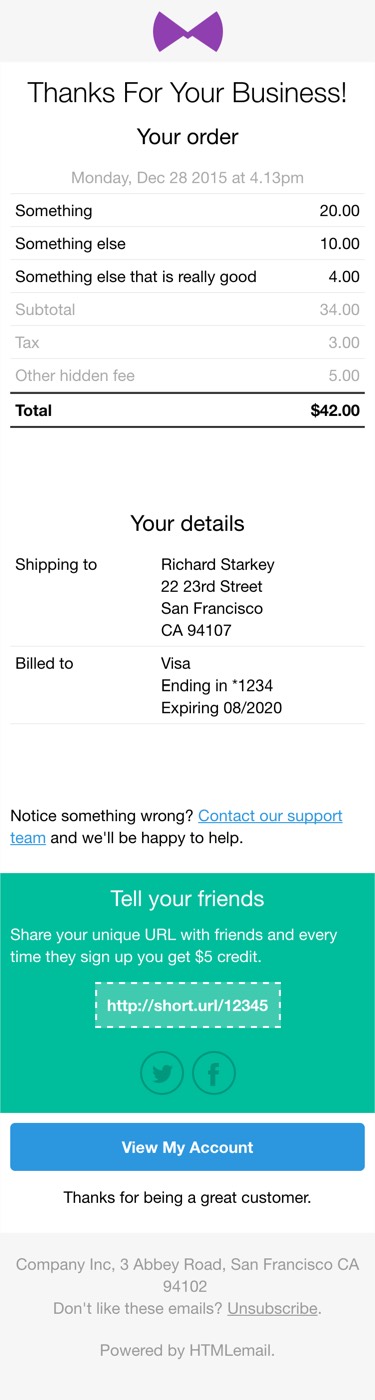 Thanks For Your Business!
Your order
Monday, Dec 28 2015 at 4.13pm
Something 20.00
Something else 10.00
Something else that is really good 4.00
Subtotal 34.00
Tax 3.00
Other hidden fee 5.00
Total $42.00
Your details
Shipping to Richard Starkey
22 23rd Street
San Francisco
CA 94107
Billed to Visa
Ending in *1234
Expiring 08/2020
Notice something wrong? Contact our support
team and we'll be happy to help.
Tell your friends
Share your unique URL with friends and every
time they sign up you get $5 credit.
http://short.url/12345
View My Account
Thanks for being a great customer.
Company Inc, 3 Abbey Road, San Francisco CA
94102
Don't like these emails? Unsubscribe.
Powered by HTMLemail.